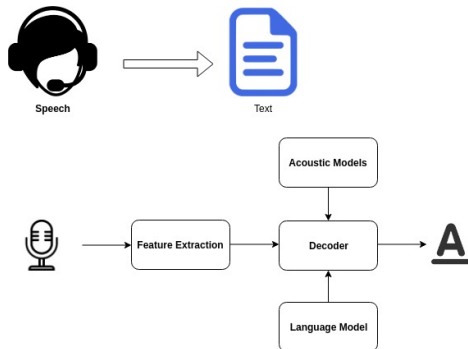 Speech
Text
Acoustic Models
Feature Extraction
Decoder
A
Language Model